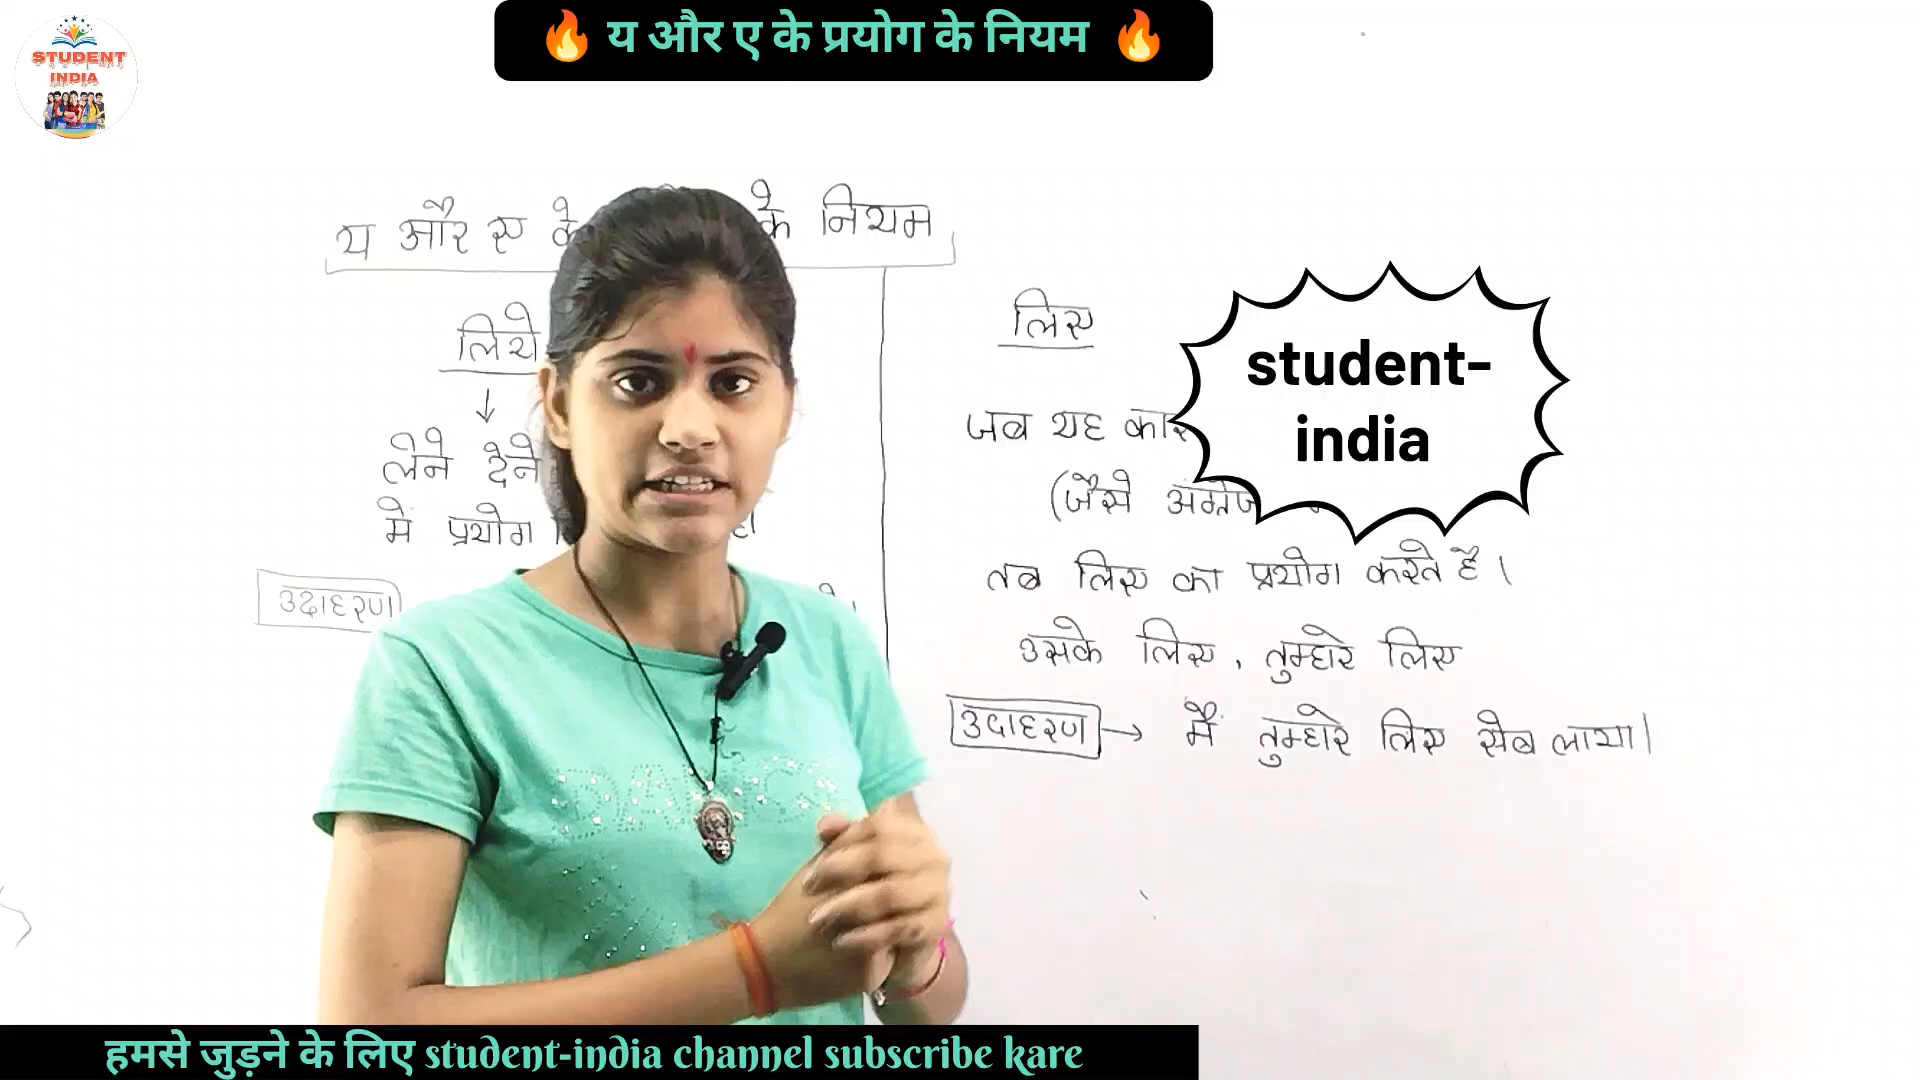 य और ए के प्रयोग के नियम
STUDENT
INDIA
य और ए के के नियम
लिये
लेने देने
में प्रयोग
उदाहरण
लिए
जब यह
(जैसे
तब लिए का प्रयोग करते है।
उसके लिए, तुम्हारे लिए
उदाहरण → मैं तुम्हारे लिए सेब लाया।
student-
india
हमसे जुड़ने के लिए student-india channel subscribe kare